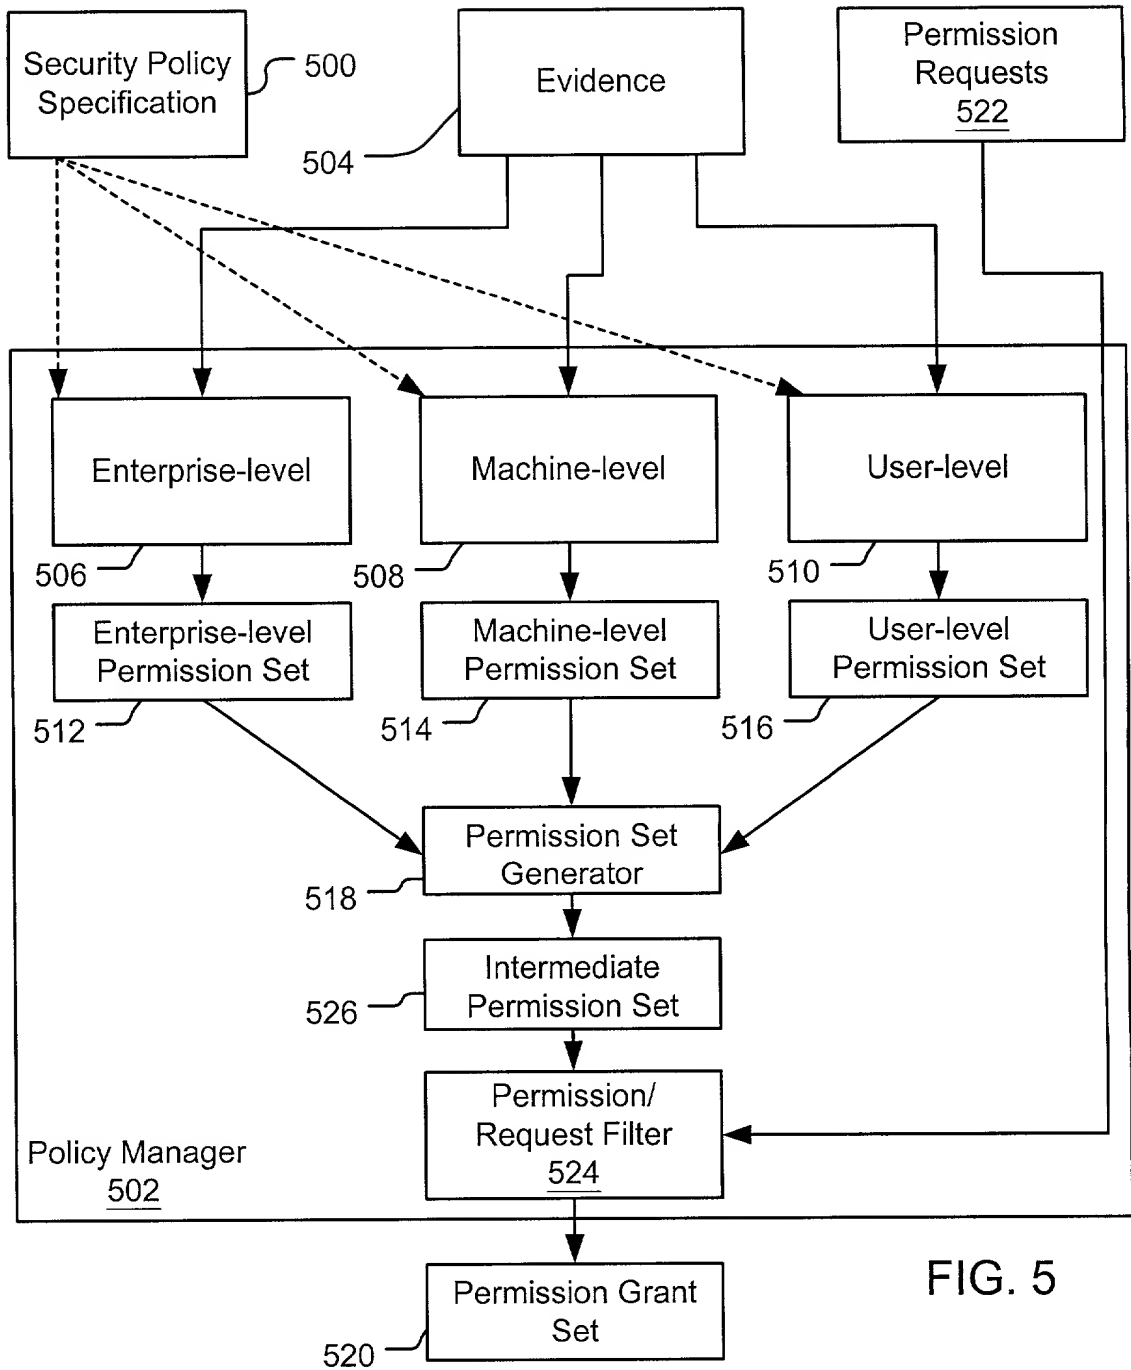 Security Policy
Specification
500
Evidence
504
Permission
Requests
522
Enterprise-level
506
Machine-level
508
User-level
510
Enterprise-level
Permission Set
512
Machine-level
Permission Set
514
User-level
Permission Set
516
Permission Set
Generator
518
Intermediate
Permission Set
526
Permission/
Request Filter
524
Policy Manager
502
Permission Grant
Set
520
FIG. 5